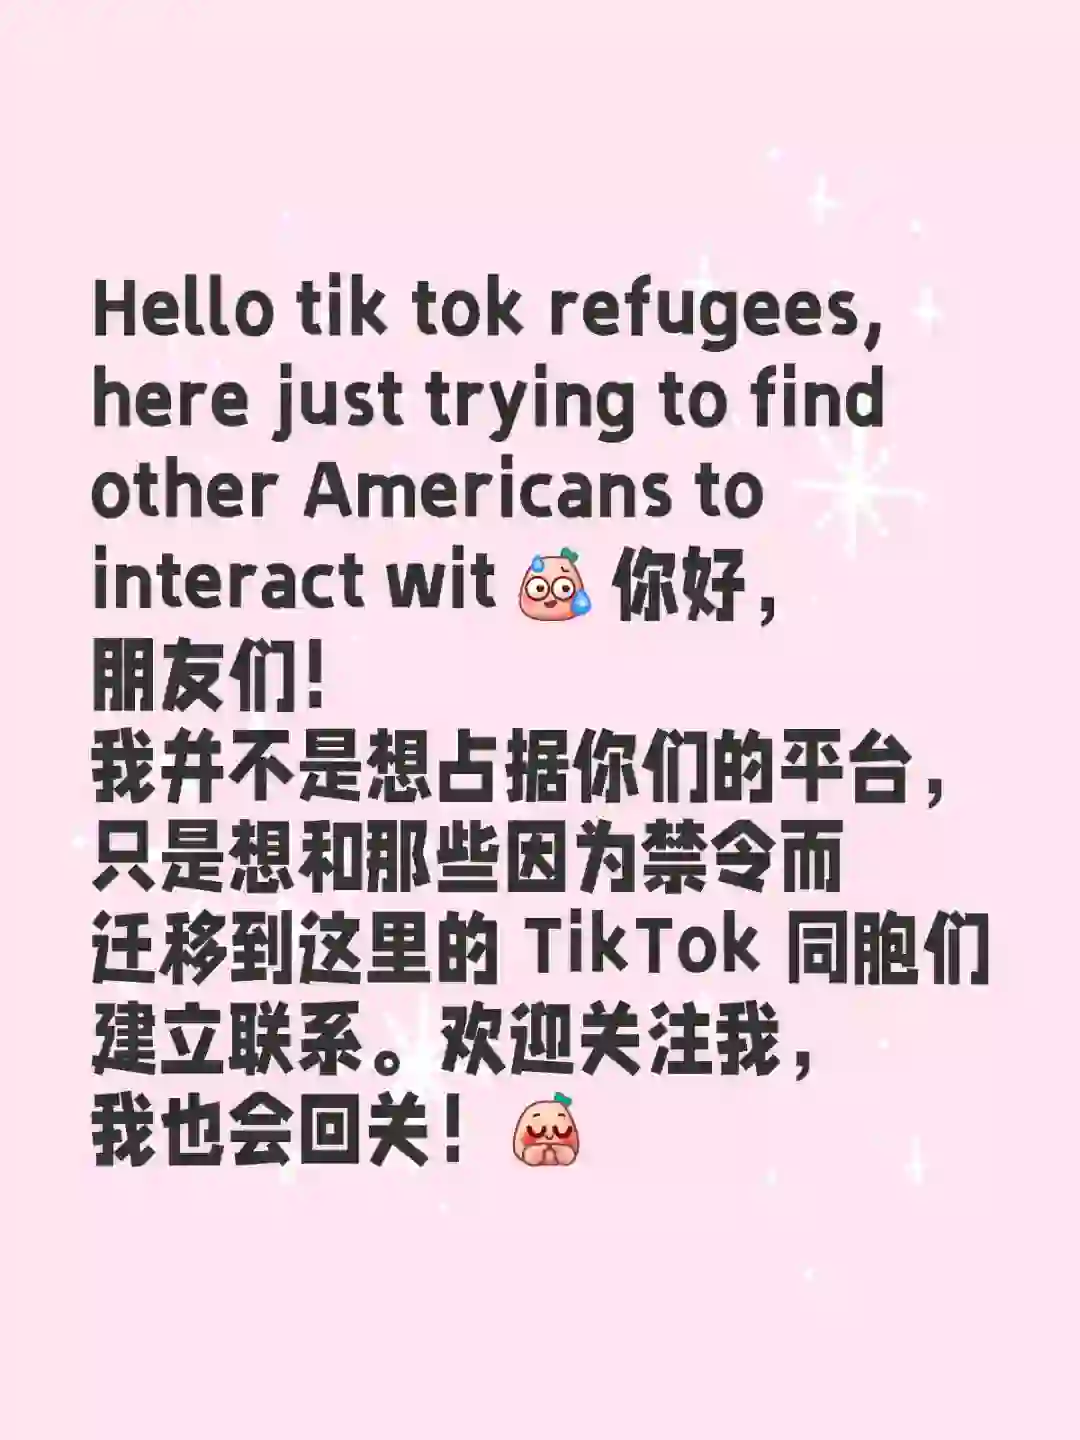 Hello tik tok refugees,
here just trying to find
other Americans to
interact wit 你好，
朋友们！
我并不是想占据你们的平台，
只是想和那些因为禁令而
迁移到这里的 TikTok 同胞们
建立联系。欢迎关注我，
我也会回关！